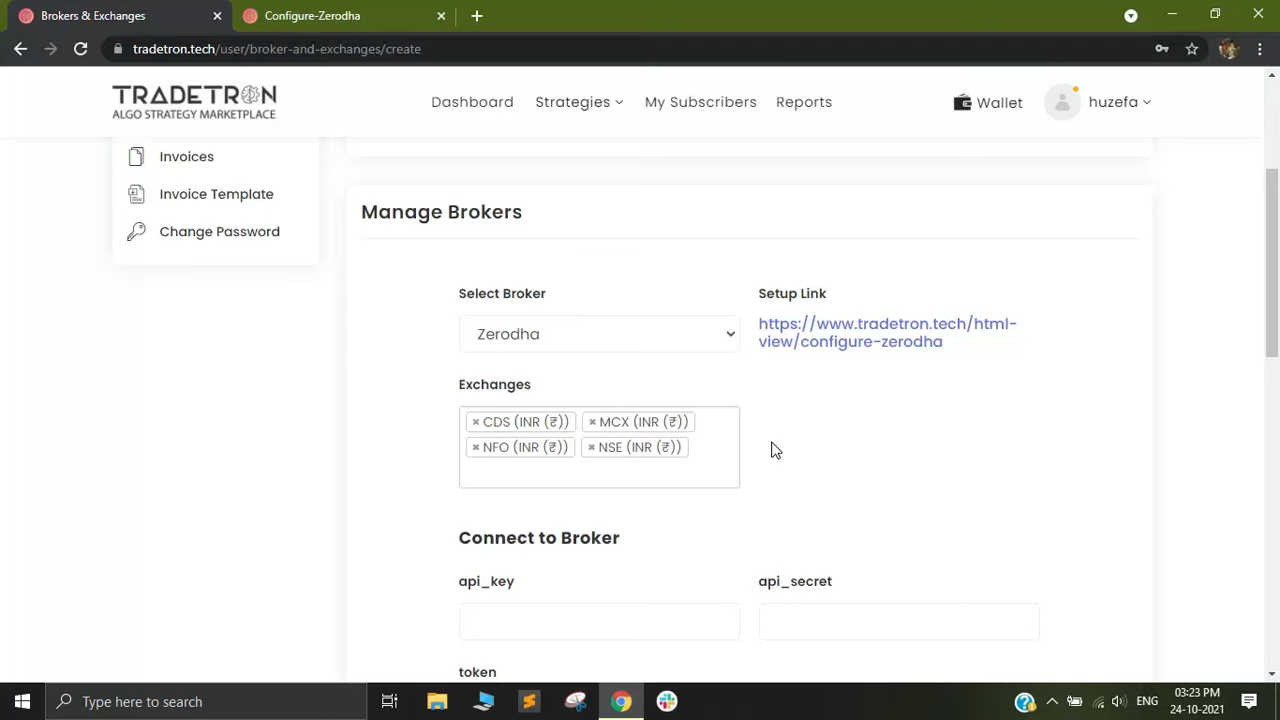 Brokers & Exchanges
Configure-Zerodha
tradetron.tech/user/broker-and-exchanges/create
TRADETRON
ALGO STRATEGY MARKETPLACE
Dashboard
Strategies
My Subscribers
Reports
Wallet
huzefa
Invoices
Invoice Template
Change Password
Manage Brokers
Select Broker
Setup Link
Zerodha
https://www.tradetron.tech/html-
view/configure-zerodha
Exchanges
× CDS (INR (₹)) × MCX (INR (₹))
× NFO (INR (₹)) × NSE (INR (₹))
Connect to Broker
api_key
api_secret
token
Type here to search
ENG
03:23 PM
24-10-2021